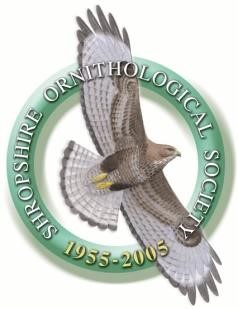 SHROPSHIRE ORNITHOLOGICAL SOCIETY
1955-2005